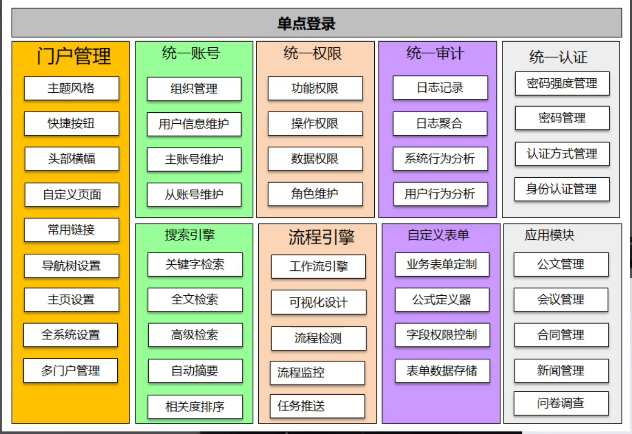 单点登录
门户管理
主题风格
快捷按钮
头部横幅
自定义页面
常用链接
导航树设置
主页设置
全系统设置
多门户管理
统一账号
组织管理
用户信息维护
主账号维护
从账号维护
统一权限
功能权限
操作权限
数据权限
角色维护
统一审计
日志记录
日志聚合
系统行为分析
用户行为分析
统一认证
密码强度管理
密码管理
认证方式管理
身份认证管理
搜索引擎
关键字检索
全文检索
高级检索
自动摘要
相关度排序
流程引擎
工作流引擎
可视化设计
流程检测
流程监控
任务推送
自定义表单
业务表单定制
公式定义器
字段权限控制
表单数据存储
应用模块
公文管理
会议管理
合同管理
新闻管理
问卷调查